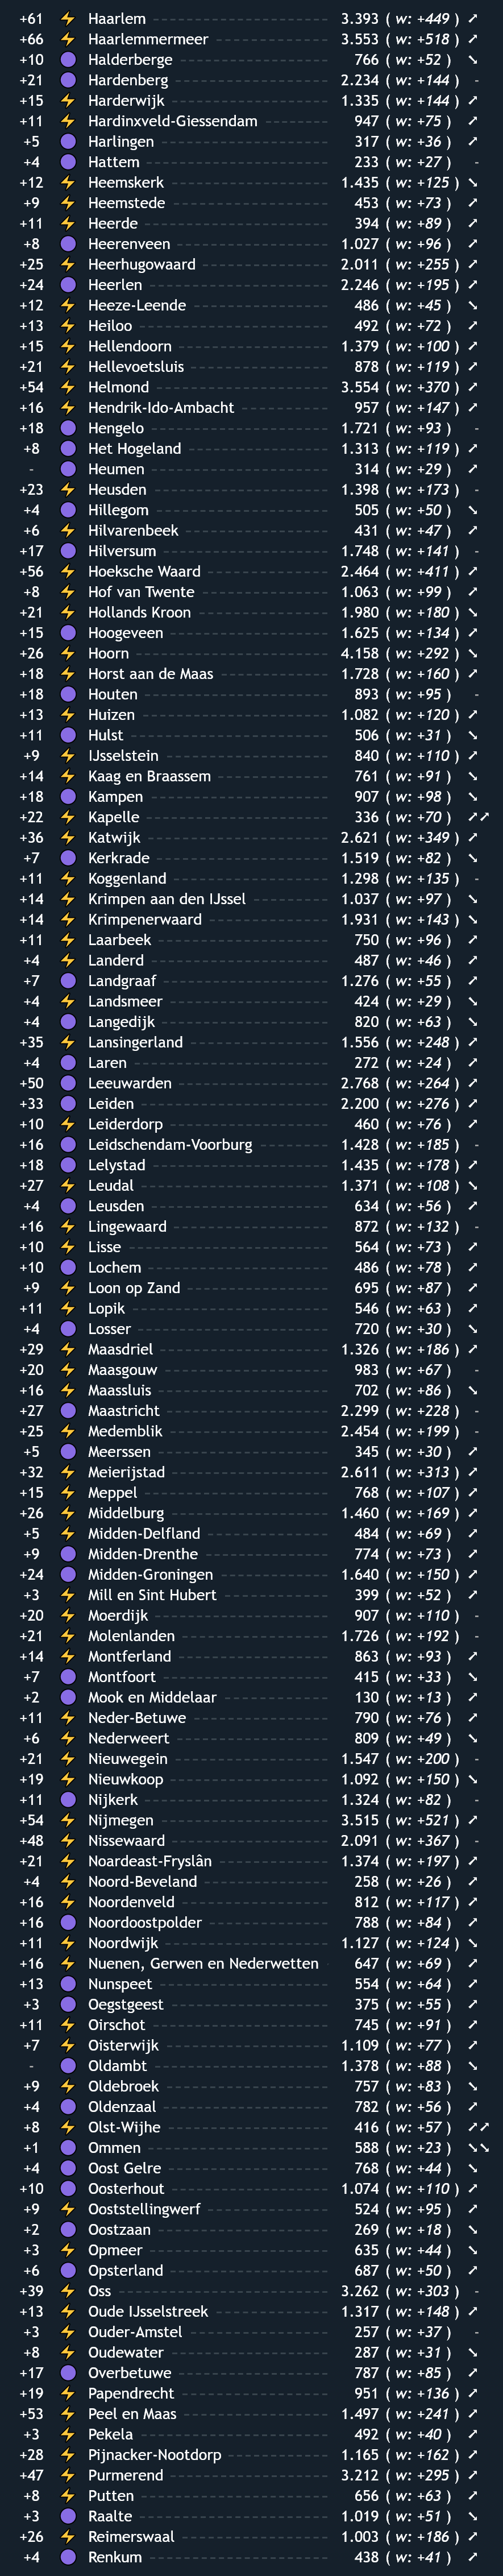 +61 ⚡ Haarlem 3.393 ( w: +449 ) ↗
+66 ⚡ Haarlemmermeer 3.553 ( w: +518 ) ↗
+10 🟣 Halderberge 766 ( w: +52 ) ↘
+21 🟣 Hardenberg 2.234 ( w: +144 ) -
+15 ⚡ Harderwijk 1.335 ( w: +144 ) ↗
+11 ⚡ Hardinxveld-Giessendam 947 ( w: +75 ) ↗
+5 🟣 Harlingen 317 ( w: +36 ) ↗
+4 🟣 Hattem 233 ( w: +27 ) -
+12 ⚡ Heemskerk 1.435 ( w: +125 ) ↘
+9 ⚡ Heemstede 453 ( w: +73 ) ↗
+11 ⚡ Heerde 394 ( w: +89 ) ↗
+8 🟣 Heerenveen 1.027 ( w: +96 ) ↗
+25 ⚡ Heerhugowaard 2.011 ( w: +255 ) ↗
+24 🟣 Heerlen 2.246 ( w: +195 ) ↗
+12 ⚡ Heeze-Leende 486 ( w: +45 ) ↘
+13 ⚡ Heiloo 492 ( w: +72 ) ↗
+15 ⚡ Hellendoorn 1.379 ( w: +100 ) ↗
+21 ⚡ Hellevoetsluis 878 ( w: +119 ) ↗
+54 ⚡ Helmond 3.554 ( w: +370 ) ↗
+16 ⚡ Hendrik-Ido-Ambacht 957 ( w: +147 ) ↗
+18 🟣 Hengelo 1.721 ( w: +93 ) -
+8 🟣 Het Hogeland 1.313 ( w: +119 ) ↗
- 🟣 Heumen 314 ( w: +29 ) ↗
+23 ⚡ Heusden 1.398 ( w: +173 ) -
+4 🟣 Hillegom 505 ( w: +50 ) ↘
+6 ⚡ Hilvarenbeek 431 ( w: +47 ) ↗
+17 🟣 Hilversum 1.748 ( w: +141 ) -
+56 ⚡ Hoeksche Waard 2.464 ( w: +411 ) ↗
+8 ⚡ Hof van Twente 1.063 ( w: +99 ) ↗
+21 ⚡ Hollands Kroon 1.980 ( w: +180 ) ↘
+15 🟣 Hoogeveen 1.625 ( w: +134 ) ↗
+26 ⚡ Hoorn 4.158 ( w: +292 ) ↘
+18 ⚡ Horst aan de Maas 1.728 ( w: +160 ) ↗
+18 🟣 Houten 893 ( w: +95 ) -
+13 ⚡ Huizen 1.082 ( w: +120 ) ↗
+11 🟣 Hulst 506 ( w: +31 ) ↘
+9 ⚡ IJsselstein 840 ( w: +110 ) ↗
+14 ⚡ Kaag en Braassem 761 ( w: +91 ) ↘
+18 🟣 Kampen 907 ( w: +98 ) ↘
+22 ⚡ Kapelle 336 ( w: +70 ) ↗↗
+36 ⚡ Katwijk 2.621 ( w: +349 ) ↗
+7 🟣 Kerkrade 1.519 ( w: +82 ) ↘
+11 ⚡ Koggenland 1.298 ( w: +135 ) -
+14 ⚡ Krimpen aan den IJssel 1.037 ( w: +97 ) ↘
+14 ⚡ Krimpenerwaard 1.931 ( w: +143 ) ↘
+11 ⚡ Laarbeek 750 ( w: +96 ) ↗
+4 ⚡ Landerd 487 ( w: +46 ) ↗
+7 🟣 Landgraaf 1.276 ( w: +55 ) ↗
+4 ⚡ Landsmeer 424 ( w: +29 ) ↘
+4 🟣 Langedijk 820 ( w: +63 ) ↘
+35 ⚡ Lansingerland 1.556 ( w: +248 ) ↗
+4 🟣 Laren 272 ( w: +24 ) ↗
+50 🟣 Leeuwarden 2.768 ( w: +264 ) ↗
+33 🟣 Leiden 2.200 ( w: +276 ) ↗
+10 ⚡ Leiderdorp 460 ( w: +76 ) ↗
+16 🟣 Leidschendam-Voorburg 1.428 ( w: +185 ) -
+18 🟣 Lelystad 1.435 ( w: +178 ) ↗
+27 ⚡ Leudal 1.371 ( w: +108 ) ↘
+4 🟣 Leusden 634 ( w: +56 ) ↗
+16 ⚡ Lingewaard 872 ( w: +132 ) -
+10 ⚡ Lisse 564 ( w: +73 ) ↗
+10 🟣 Lochem 486 ( w: +78 ) ↗
+9 ⚡ Loon op Zand 695 ( w: +87 ) ↗
+11 ⚡ Lopik 546 ( w: +63 ) ↗
+4 🟣 Losser 720 ( w: +30 ) ↘
+29 ⚡ Maasdriel 1.326 ( w: +186 ) ↗
+20 ⚡ Maasgouw 983 ( w: +67 ) -
+16 ⚡ Maassluis 702 ( w: +86 ) ↘
+27 🟣 Maastricht 2.299 ( w: +228 ) -
+25 ⚡ Medemblik 2.454 ( w: +199 ) -
+5 🟣 Meerssen 345 ( w: +30 ) ↗
+32 ⚡ Meierijstad 2.611 ( w: +313 ) ↗
+15 ⚡ Meppel 768 ( w: +107 ) ↗
+26 ⚡ Middelburg 1.460 ( w: +169 ) ↗
+5 ⚡ Midden-Delfland 484 ( w: +69 ) ↗
+9 🟣 Midden-Drenthe 774 ( w: +73 ) ↗
+24 🟣 Midden-Groningen 1.640 ( w: +150 ) ↗
+3 ⚡ Mill en Sint Hubert 399 ( w: +52 ) ↗
+20 ⚡ Moerdijk 907 ( w: +110 ) -
+21 ⚡ Molenlanden 1.726 ( w: +192 ) -
+14 ⚡ Montferland 863 ( w: +93 ) ↗
+7 🟣 Montfoort 415 ( w: +33 ) ↘
+2 🟣 Mook en Middelaar 130 ( w: +13 ) ↗
+11 ⚡ Neder-Betuwe 790 ( w: +76 ) ↗
+6 ⚡ Nederweert 809 ( w: +49 ) ↘
+21 ⚡ Nieuwegein 1.547 ( w: +200 ) -
+19 ⚡ Nieuwkoop 1.092 ( w: +150 ) ↘
+11 🟣 Nijkerk 1.324 ( w: +82 ) -
+54 ⚡ Nijmegen 3.515 ( w: +521 ) ↗
+48 ⚡ Nissewaard 2.091 ( w: +367 ) -
+21 ⚡ Noardeast-Fryslân 1.374 ( w: +197 ) ↗
+4 ⚡ Noord-Beveland 258 ( w: +26 ) ↗
+16 ⚡ Noordenveld 812 ( w: +117 ) ↗
+16 🟣 Noordoostpolder 788 ( w: +84 ) ↗
+11 ⚡ Noordwijk 1.127 ( w: +124 ) ↘
+16 ⚡ Nuenen, Gerwen en Nederwetten 647 ( w: +69 ) ↗
+13 🟣 Nunspeet 554 ( w: +64 ) ↗
+3 🟣 Oegstgeest 375 ( w: +55 ) ↗
+11 ⚡ Oirschot 745 ( w: +91 ) ↗
+7 ⚡ Oisterwijk 1.109 ( w: +77 ) ↗
- 🟣 Oldambt 1.378 ( w: +88 ) ↘
+9 ⚡ Oldebroek 757 ( w: +83 ) ↘
+4 🟣 Oldenzaal 782 ( w: +56 ) ↗
+8 ⚡ Olst-Wijhe 416 ( w: +57 ) ↗↗
+1 🟣 Ommen 588 ( w: +23 ) ↘↘
+4 🟣 Oost Gelre 768 ( w: +44 ) ↘
+10 🟣 Oosterhout 1.074 ( w: +110 ) ↗
+9 ⚡ Ooststellingwerf 524 ( w: +95 ) ↗
+2 🟣 Oostzaan 269 ( w: +18 ) ↘
+3 ⚡ Opmeer 635 ( w: +44 ) ↘
+6 🟣 Opsterland 687 ( w: +50 ) ↗
+39 ⚡ Oss 3.262 ( w: +303 ) -
+13 ⚡ Oude IJsselstreek 1.317 ( w: +148 ) ↗
+3 ⚡ Ouder-Amstel 257 ( w: +37 ) -
+8 ⚡ Oudewater 287 ( w: +31 ) ↘
+17 🟣 Overbetuwe 787 ( w: +85 ) ↗
+19 ⚡ Papendrecht 951 ( w: +136 ) ↗
+53 ⚡ Peel en Maas 1.497 ( w: +241 ) ↗
+3 ⚡ Pekela 492 ( w: +40 ) ↗
+28 ⚡ Pijnacker-Nootdorp 1.165 ( w: +162 ) ↗
+47 ⚡ Purmerend 3.212 ( w: +295 ) ↗
+8 ⚡ Putten 656 ( w: +63 ) ↗
+3 🟣 Raalte 1.019 ( w: +51 ) ↘
+26 ⚡ Reimerswaal 1.003 ( w: +186 ) ↗
+4 🟣 Renkum 438 ( w: +41 ) ↗